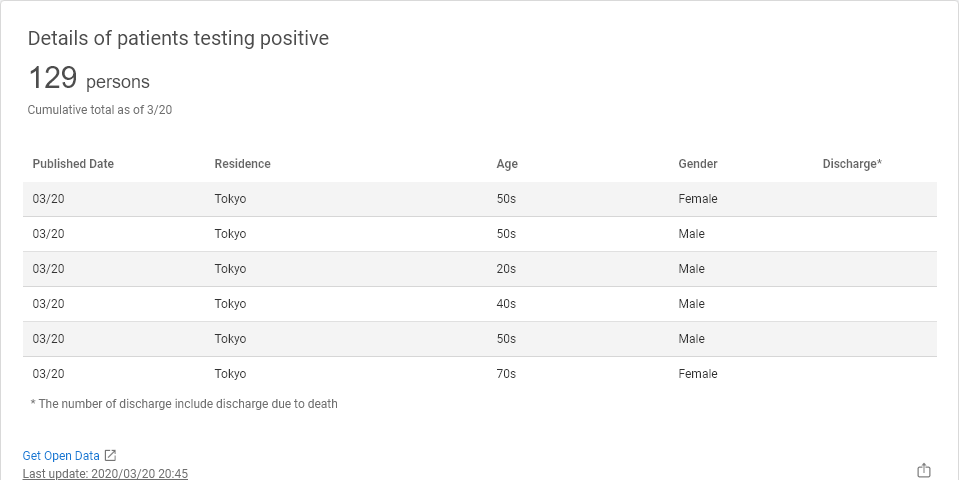 Details of patients testing positive
129 persons
Cumulative total as of 3/20
Published Date Residence Age Gender Discharge*
03/20 Tokyo 50s Female
03/20 Tokyo 50s Male
03/20 Tokyo 20s Male
03/20 Tokyo 40s Male
03/20 Tokyo 50s Male
03/20 Tokyo 70s Female
* The number of discharge include discharge due to death
Get Open Data
Last update: 2020/03/20 20:45